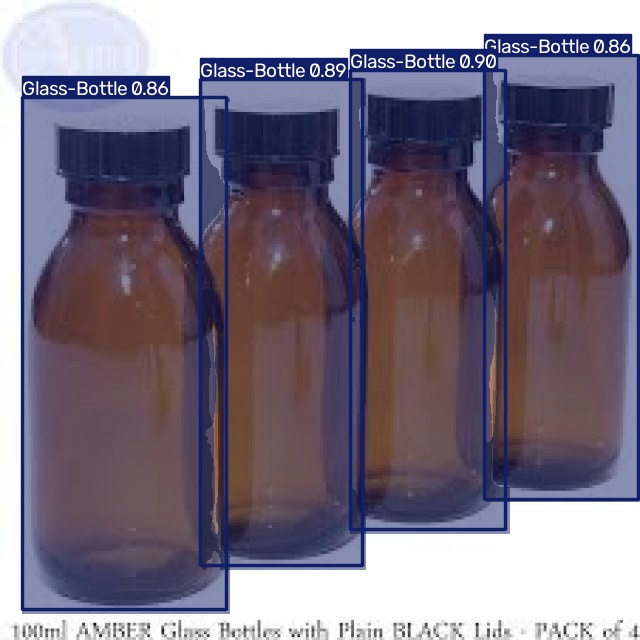 Glass-Bottle 0.86
Glass-Bottle 0.89
Glass-Bottle 0.90
Glass-Bottle 0.86
100ml AMBER Glass Bottles with Plain BLACK Lids - PACK of 4